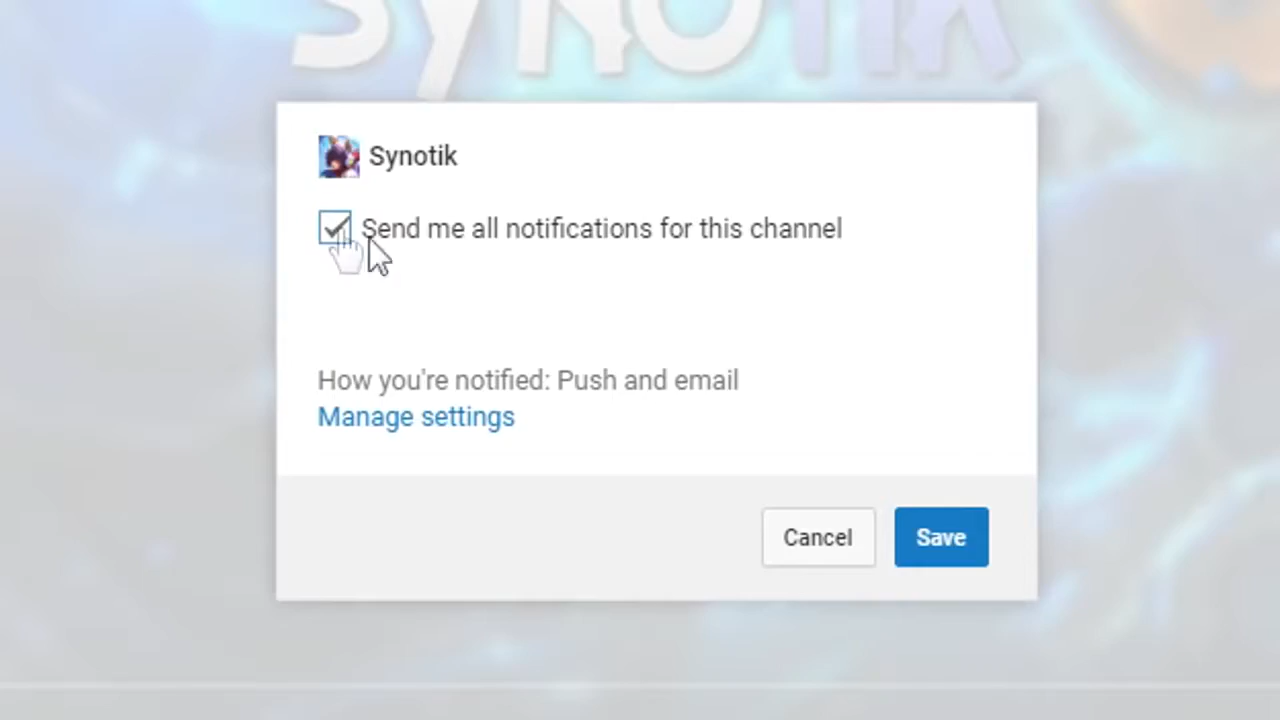 SYNOTIK
Synotik
Send me all notifications for this channel
How you're notified: Push and email
Manage settings
Cancel
Save